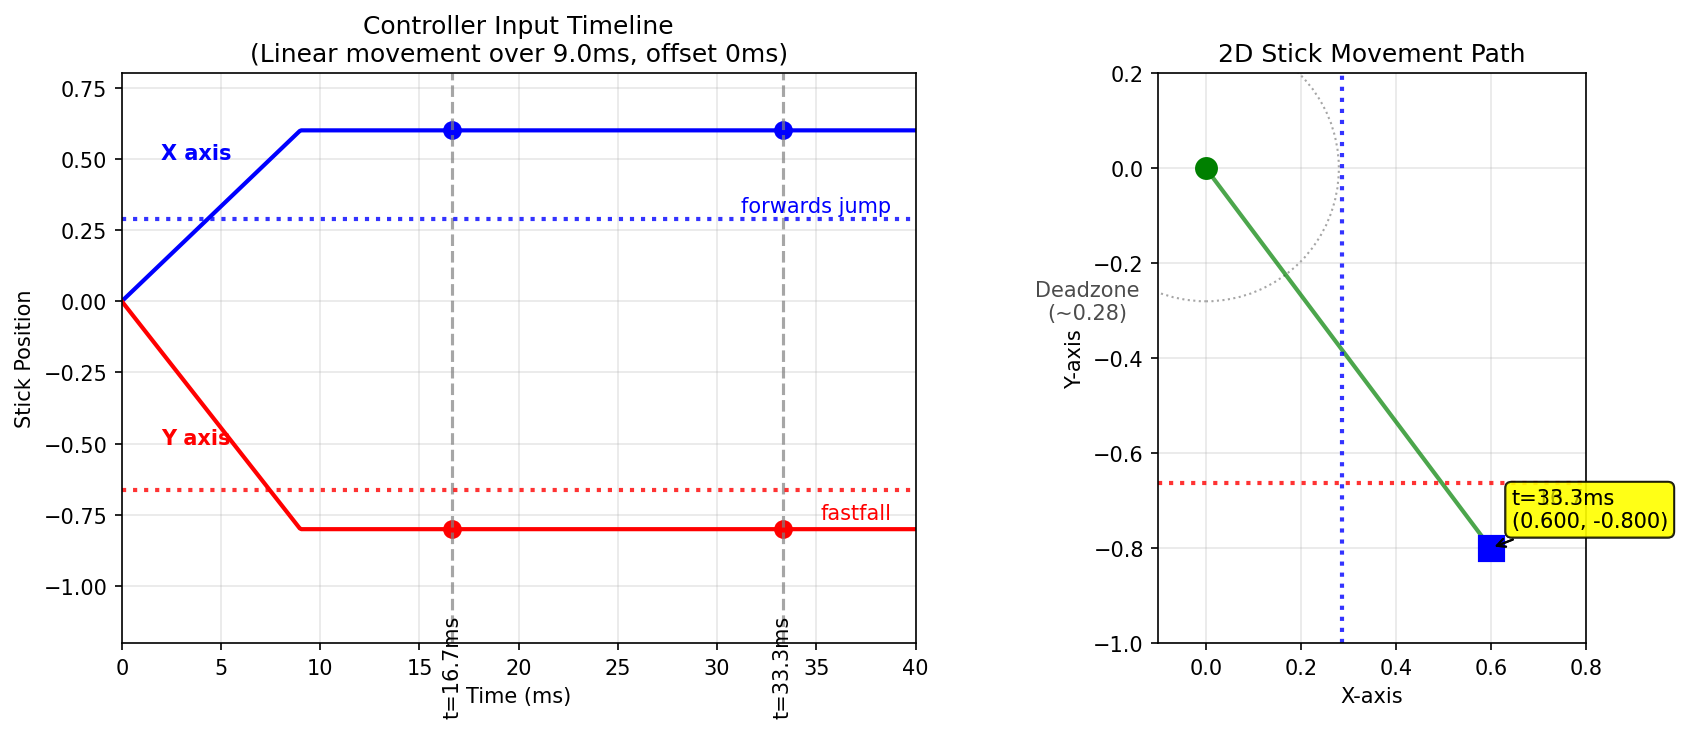 Controller Input Timeline
(Linear movement over 9.0ms, offset 0ms)
Stick Position
0.75
0.50
0.25
0.00
−0.25
−0.50
−0.75
−1.00
X axis
forwards jump
Y axis
fastfall
t=16.7ms
t=33.3ms
0 5 10 15 20 25 30 35 40
Time (ms)
2D Stick Movement Path
Y-axis
0.2
0.0
−0.2
−0.4
−0.6
−0.8
−1.0
Deadzone
(~0.28)
t=33.3ms
(0.600, -0.800)
0.0 0.2 0.4 0.6 0.8
X-axis